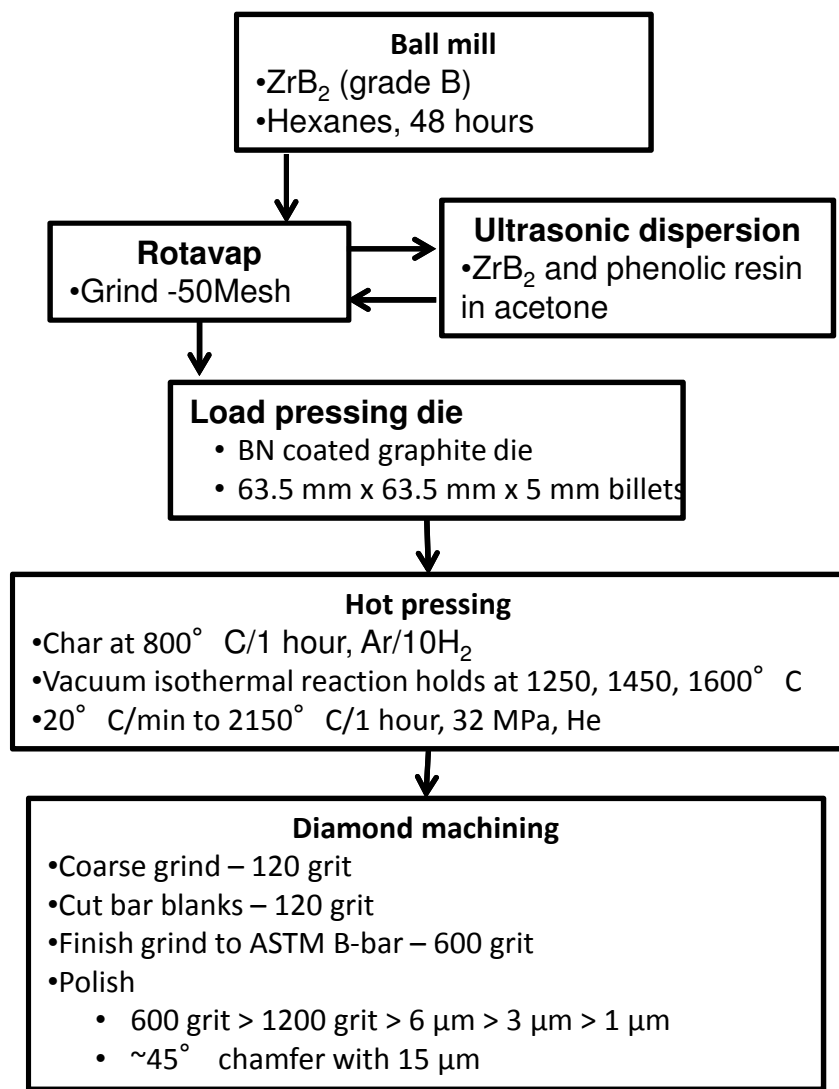 Ball mill
•ZrB₂ (grade B)
•Hexanes, 48 hours
Rotavap
•Grind -50Mesh
Ultrasonic dispersion
•ZrB₂ and phenolic resin
in acetone
Load pressing die
• BN coated graphite die
• 63.5 mm x 63.5 mm x 5 mm billets
Hot pressing
•Char at 800° C/1 hour, Ar/10H₂
•Vacuum isothermal reaction holds at 1250, 1450, 1600° C
•20° C/min to 2150° C/1 hour, 32 MPa, He
Diamond machining
•Coarse grind – 120 grit
•Cut bar blanks – 120 grit
•Finish grind to ASTM B-bar – 600 grit
•Polish
• 600 grit > 1200 grit > 6 μm > 3 μm > 1 μm
• ~45° chamfer with 15 μm